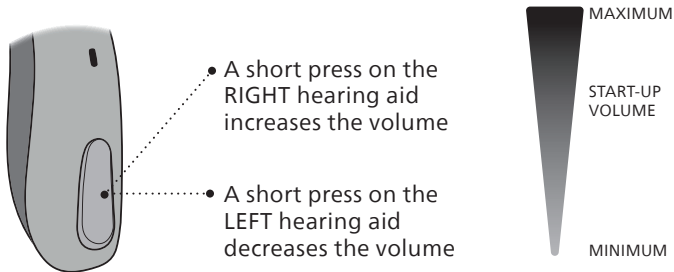 A short press on the
RIGHT hearing aid
increases the volume
A short press on the
LEFT hearing aid
decreases the volume
MAXIMUM
START-UP
VOLUME
MINIMUM